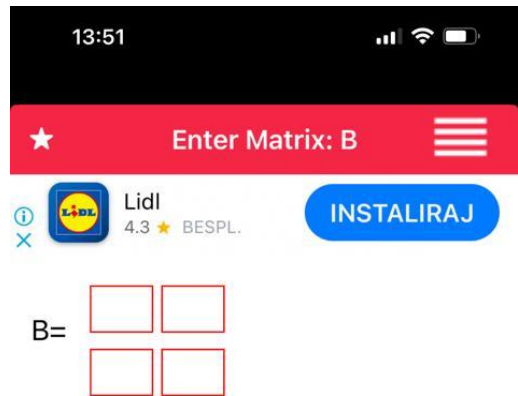 13:51
Enter Matrix: B
LIDL
Lidl
4.3 ★ BESPL.
INSTALIRAJ
B=